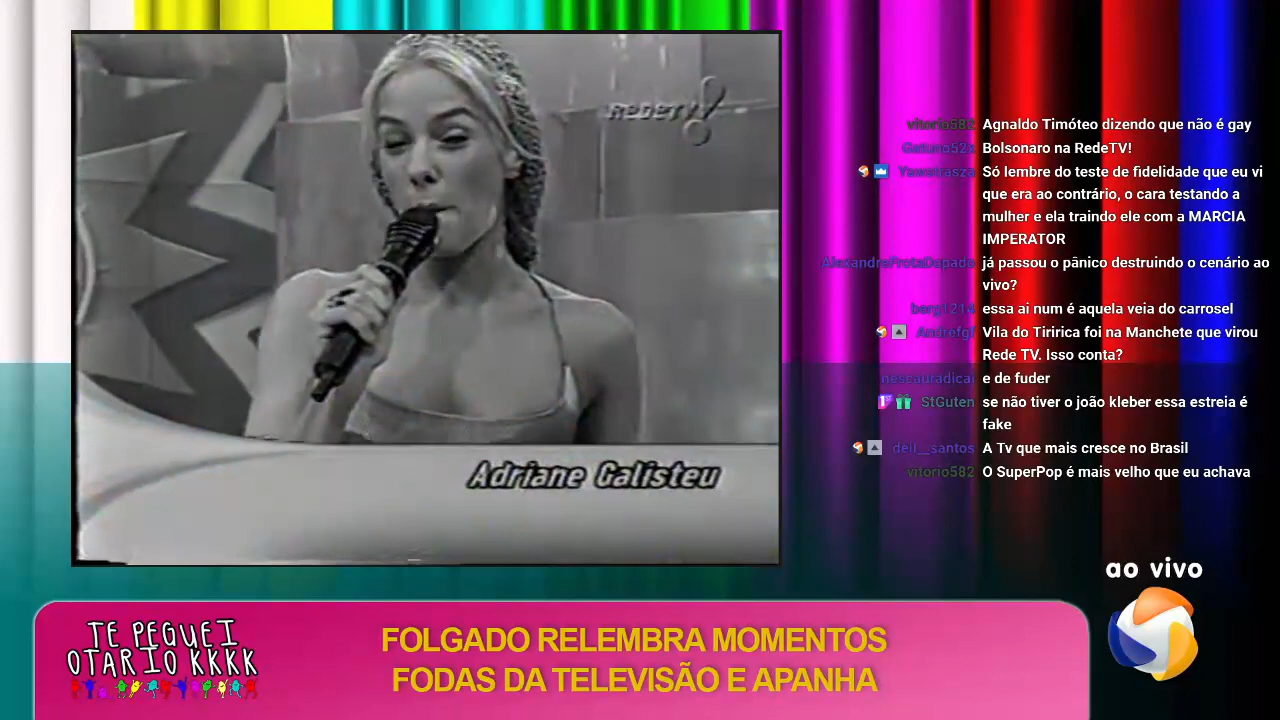 REDETV!
Adriane Galisteu
vitorio582 Agnaldo Timóteo dizendo que não é gay
Gatuno52x Bolsonaro na RedeTV!
Só lembre do teste de fidelidade que eu vi
que era ao contrário, o cara testando a
mulher e ela traindo ele com a MARCIA
IMPERATOR
AlexandreFrotaDapado já passou o pânico destruindo o cenário ao
vivo?
berg1214 essa ai num é aquela veia do carrosel
Andrefgf Vila do Tiririca foi na Manchete que virou
Rede TV. Isso conta?
nescauradical e de fuder
StGuten se não tiver o joão kleber essa estreia é
fake
dell__santos A Tv que mais cresce no Brasil
vitorio582 O SuperPop é mais velho que eu achava
ao vivo
TE PEGUEI
OTARIO KKKK
FOLGADO RELEMBRA MOMENTOS
FODAS DA TELEVISÃO E APANHA